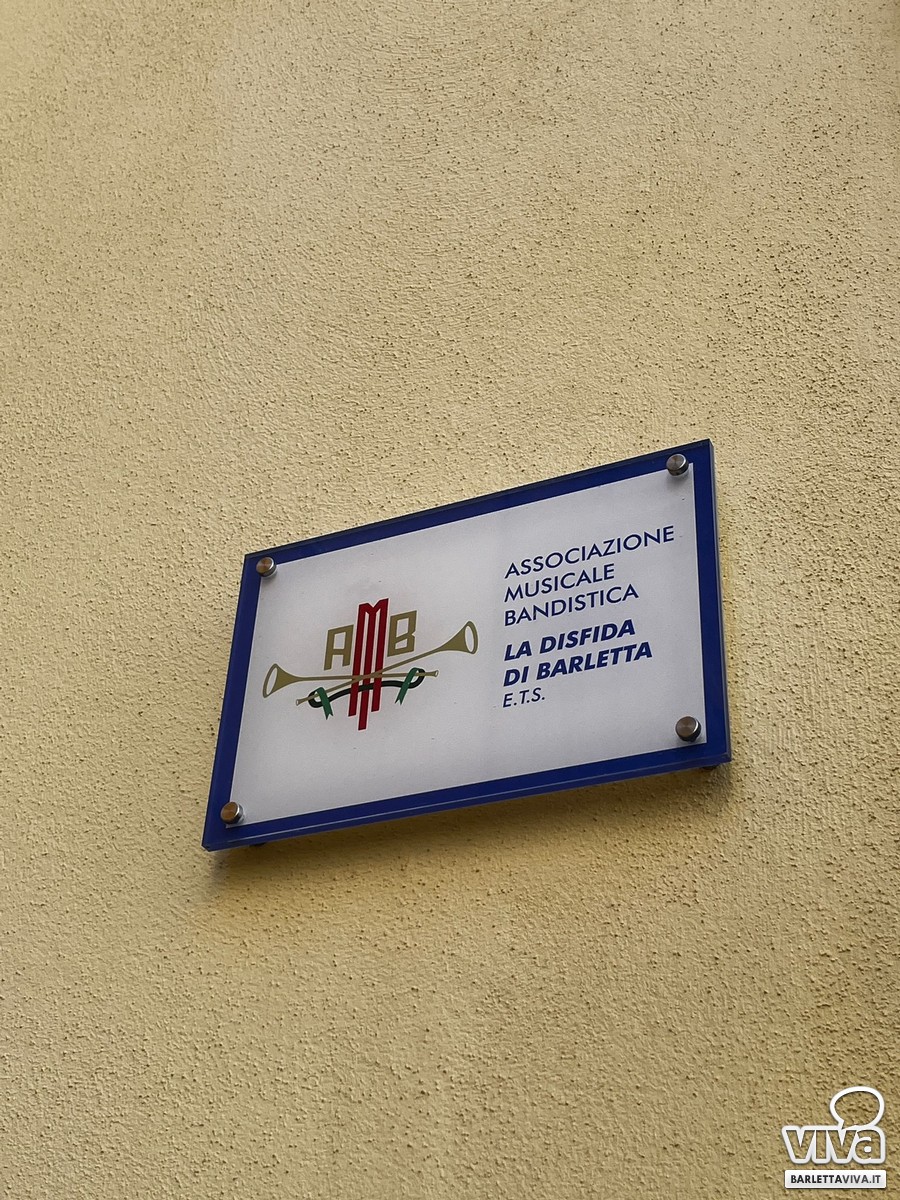 AMB
ASSOCIAZIONE
MUSICALE
BANDISTICA
LA DISFIDA
DI BARLETTA
E.T.S.
viva
BARLETTAVIVA.IT